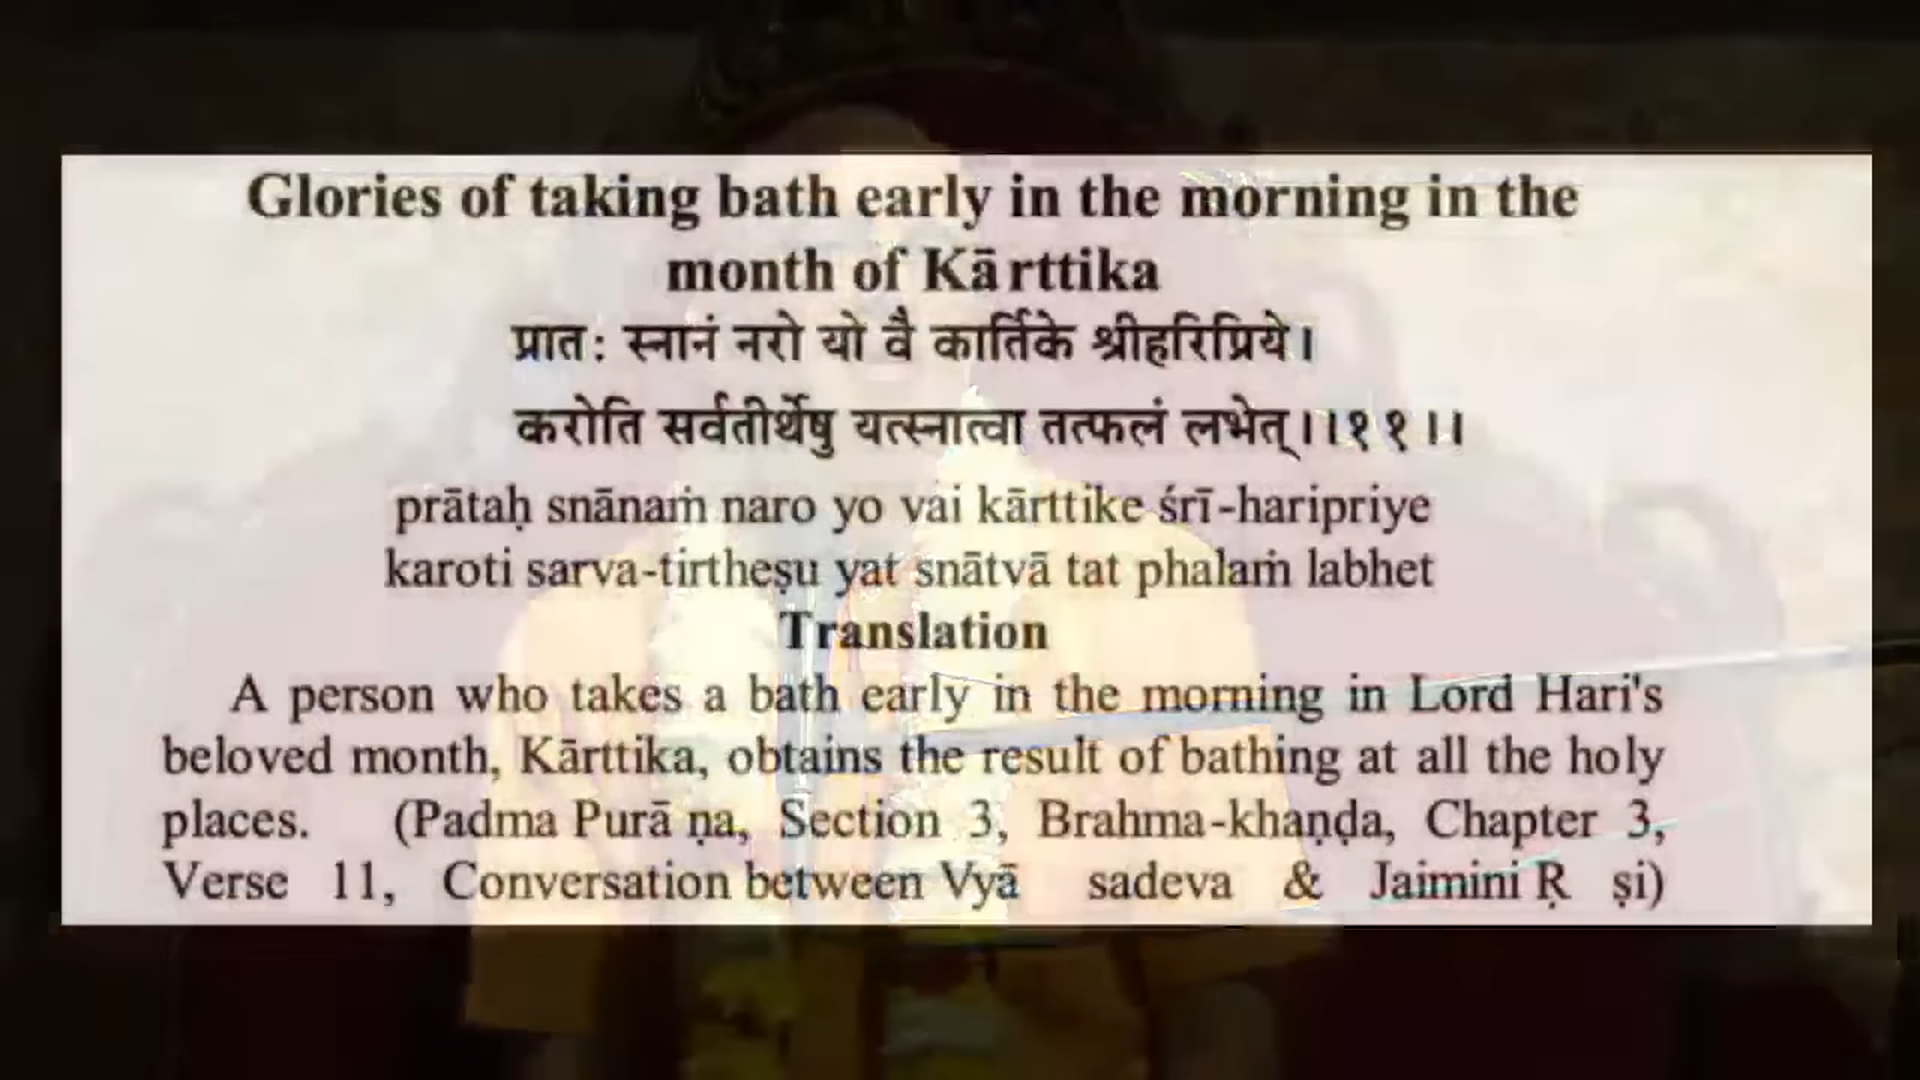 Glories of taking bath early in the morning in the
month of Kārttika
प्रात: स्नानं नरो यो वै कार्तिके श्रीहरिप्रिये।
करोति सर्वतीर्थेषु यत्स्नात्वा तत्फलं लभेत्।।११।।
prātaḥ snānaṁ naro yo vai kārttike śrī-haripriye
karoti sarva-tirtheṣu yat snātvā tat phalaṁ labhet
Translation
A person who takes a bath early in the morning in Lord Hari's
beloved month, Kārttika, obtains the result of bathing at all the holy
places. (Padma Purā ṇa, Section 3, Brahma-khaṇḍa, Chapter 3,
Verse 11, Conversation between Vyā sadeva & Jaimini Ṛ ṣi)